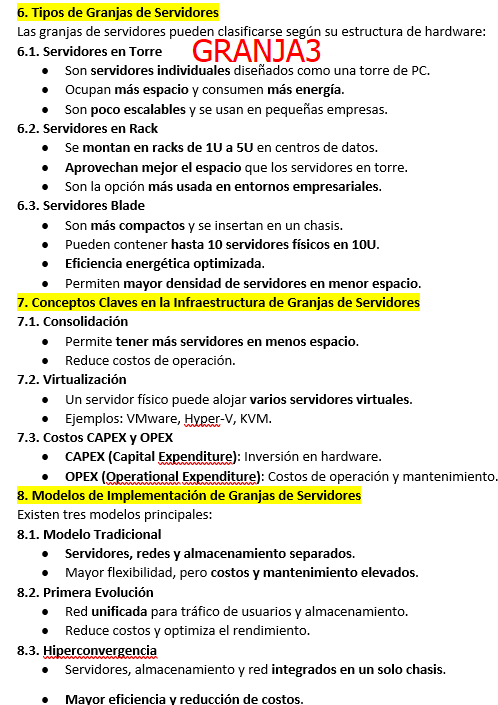 6. Tipos de Granjas de Servidores
Las granjas de servidores pueden clasificarse según su estructura de hardware:
6.1. Servidores en Torre
GRANJA3
● Son servidores individuales diseñados como una torre de PC.
● Ocupan más espacio y consumen más energía.
● Son poco escalables y se usan en pequeñas empresas.
6.2. Servidores en Rack
● Se montan en racks de 1U a 5U en centros de datos.
● Aprovechan mejor el espacio que los servidores en torre.
● Son la opción más usada en entornos empresariales.
6.3. Servidores Blade
● Son más compactos y se insertan en un chasis.
● Pueden contener hasta 10 servidores físicos en 10U.
● Eficiencia energética optimizada.
● Permiten mayor densidad de servidores en menor espacio.
7. Conceptos Claves en la Infraestructura de Granjas de Servidores
7.1. Consolidación
● Permite tener más servidores en menos espacio.
● Reduce costos de operación.
7.2. Virtualización
● Un servidor físico puede alojar varios servidores virtuales.
● Ejemplos: VMware, Hyper-V, KVM.
7.3. Costos CAPEX y OPEX
● CAPEX (Capital Expenditure): Inversión en hardware.
● OPEX (Operational Expenditure): Costos de operación y mantenimiento.
8. Modelos de Implementación de Granjas de Servidores
Existen tres modelos principales:
8.1. Modelo Tradicional
● Servidores, redes y almacenamiento separados.
● Mayor flexibilidad, pero costos y mantenimiento elevados.
8.2. Primera Evolución
● Red unificada para tráfico de usuarios y almacenamiento.
● Reduce costos y optimiza el rendimiento.
8.3. Hiperconvergencia
● Servidores, almacenamiento y red integrados en un solo chasis.
● Mayor eficiencia y reducción de costos.